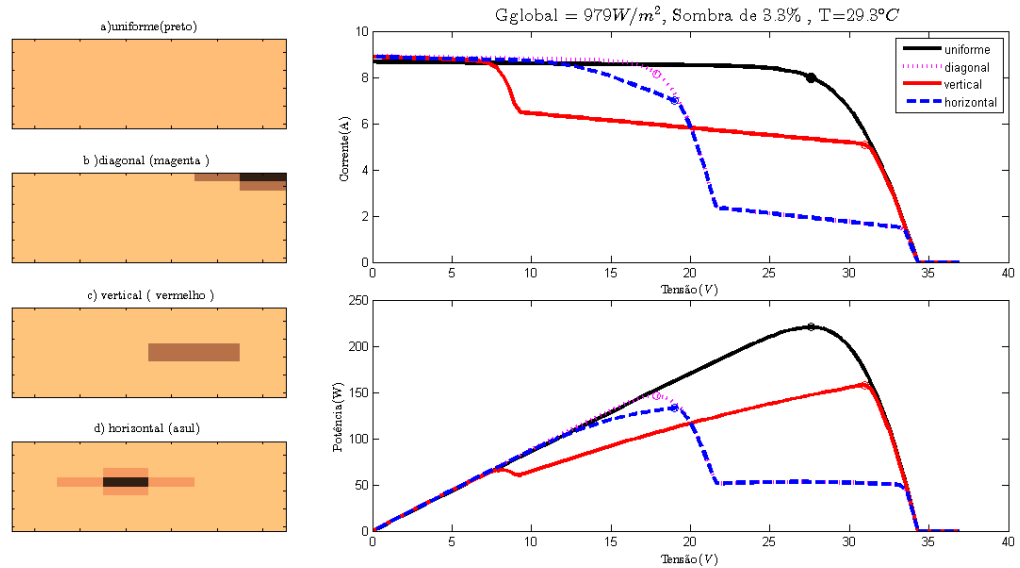 a)uniforme(preto)
b )diagonal (magenta )
c) vertical ( vermelho )
d) horisontal (azul)
Gglobal = 979W/m², Sombra de 3.3% , T=29.3°C
Corrente(A)
10
8
6
4
2
0
uniforme
diagonal
vertical
horizontal
0 5 10 15 20 25 30 35 40
Tensão(V)
Potência(W)
250
200
150
100
50
0
0 5 10 15 20 25 30 35 40
Tensão(V)